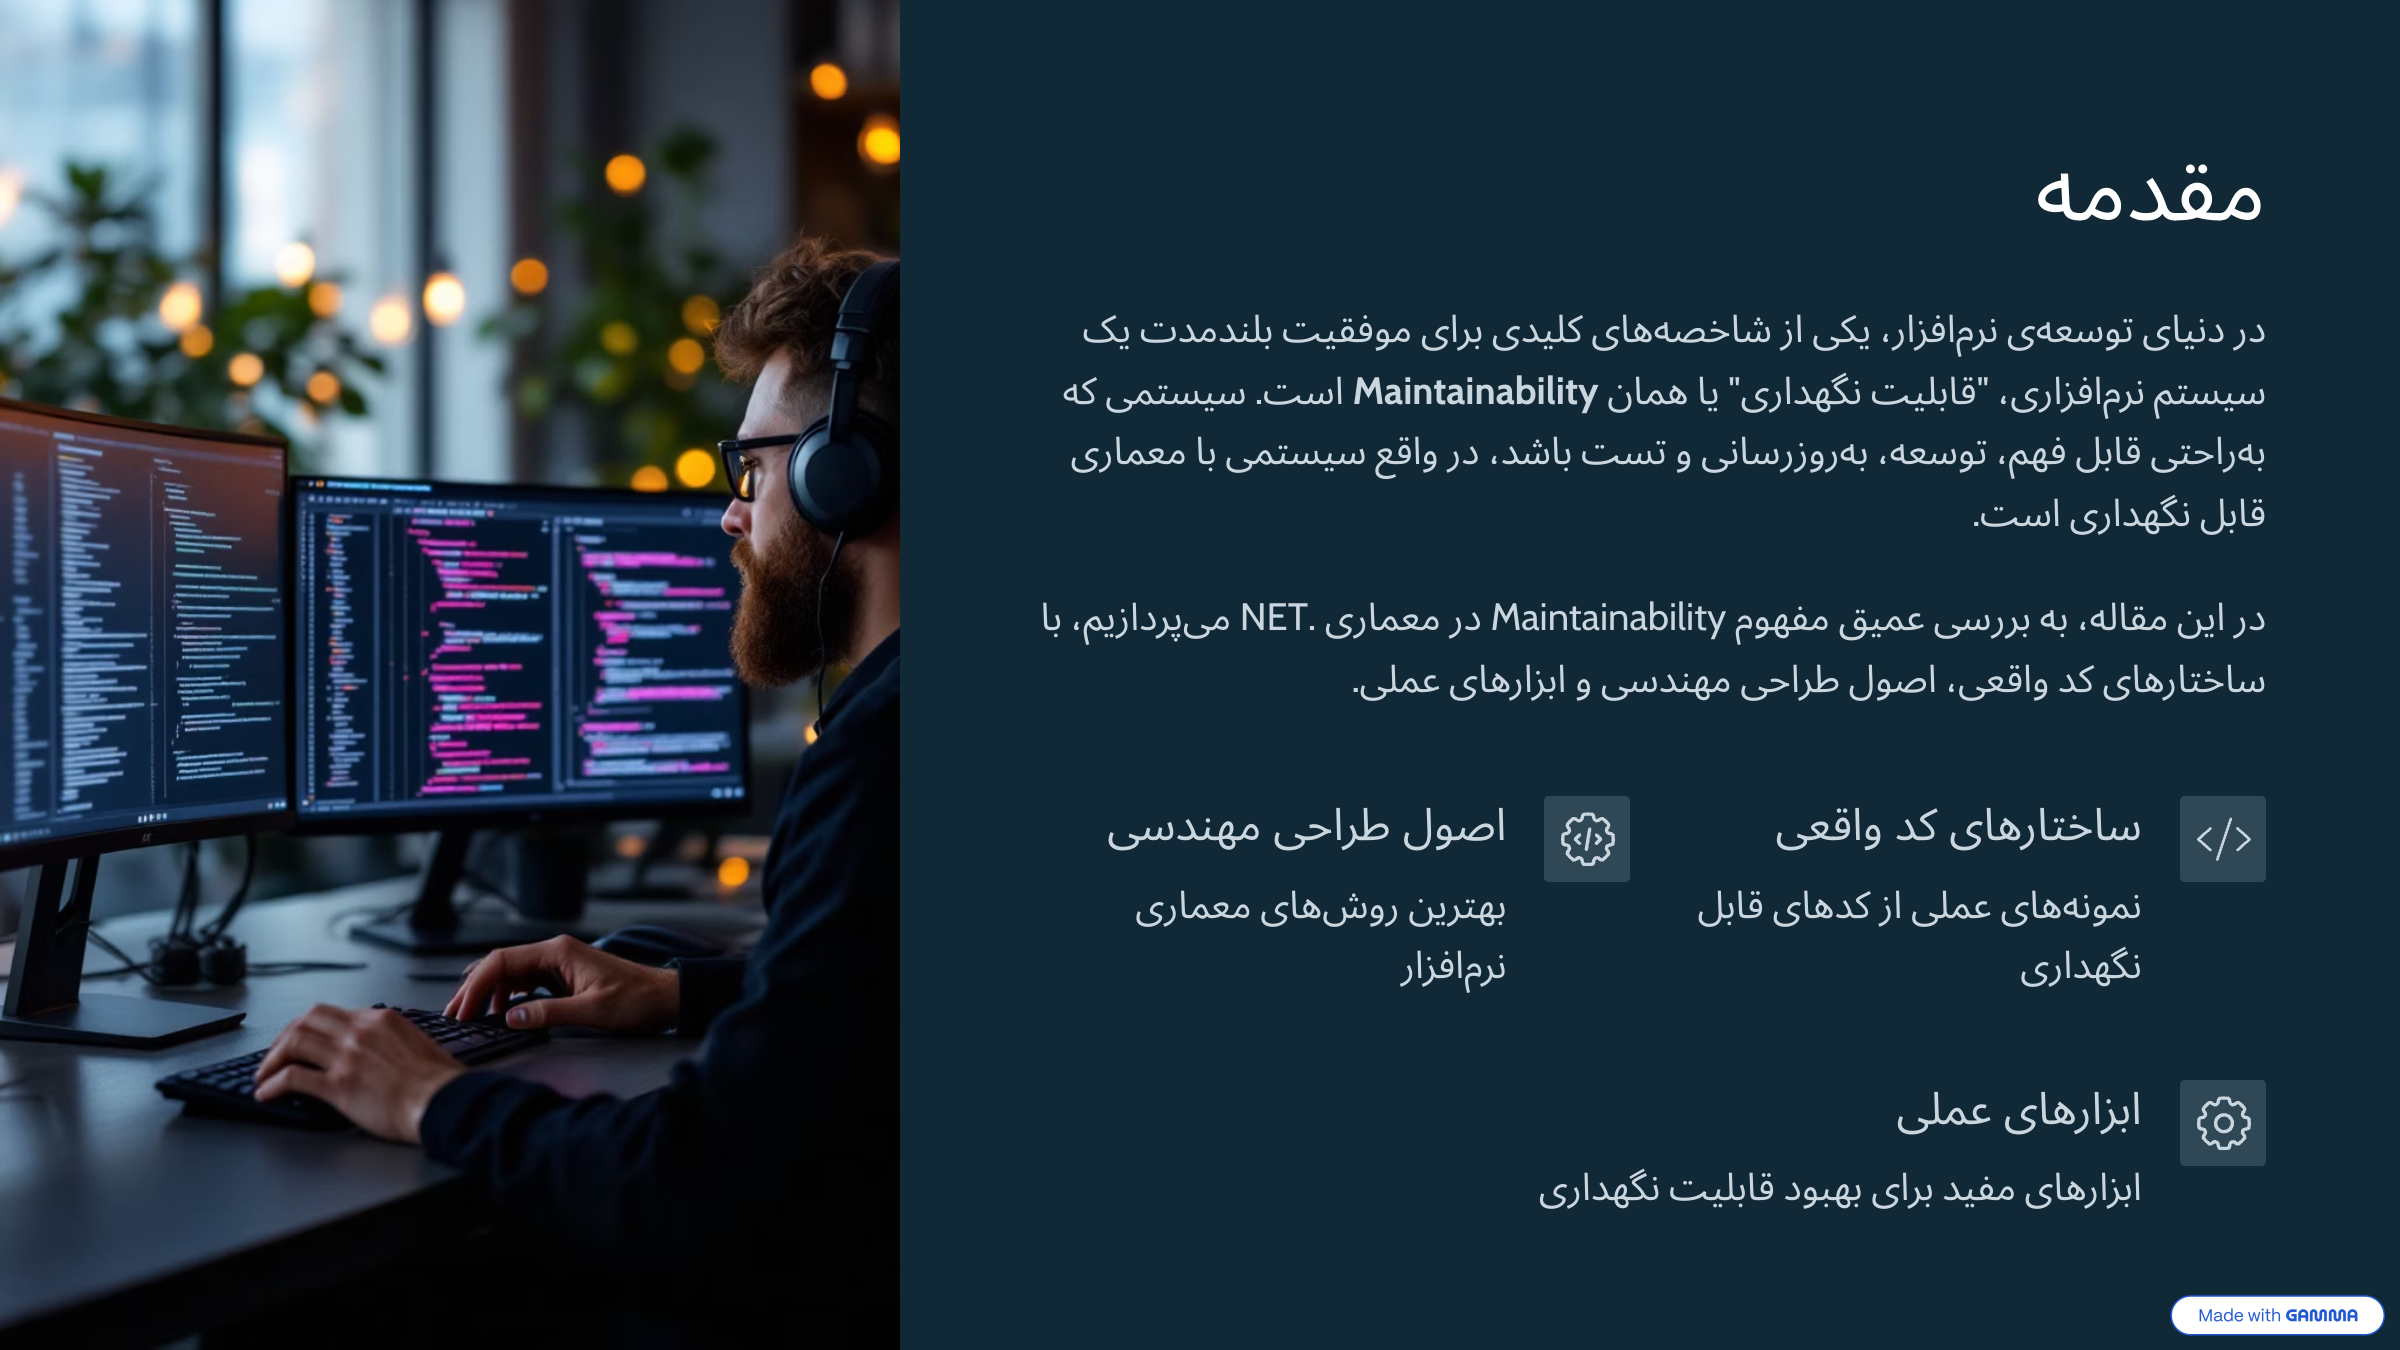 مقدمه
در دنیای توسعه‌ی نرم‌افزار، یکی از شاخصه‌های کلیدی برای موفقیت بلندمدت یک
سیستم نرم‌افزاری، "قابلیت نگهداری" یا همان Maintainability است. سیستمی که
به‌راحتی قابل فهم، توسعه، به‌روزرسانی و تست باشد، در واقع سیستمی با معماری
قابل نگهداری است.
در این مقاله، به بررسی عمیق مفهوم Maintainability در معماری .NET می‌پردازیم، با
ساختارهای کد واقعی، اصول طراحی مهندسی و ابزارهای عملی.
ساختارهای کد واقعی
نمونه‌های عملی از کدهای قابل
نگهداری
اصول طراحی مهندسی
بهترین روش‌های معماری
نرم‌افزار
ابزارهای عملی
ابزارهای مفید برای بهبود قابلیت نگهداری
Made with GAMMA